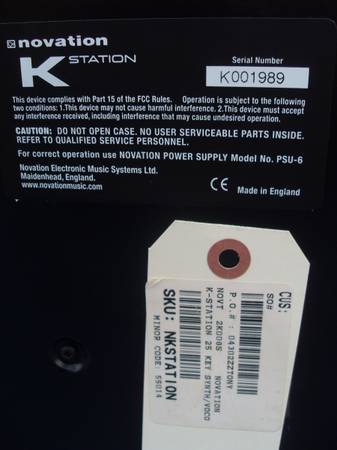 novation
K STATION
Serial Number
K001989
This device complies with Part 15 of the FCC Rules. Operation is subject to the following
two conditions: 1.This device may not cause harmful interference. 2.This device must accept
any interference received, including interference that may cause undesired operation.
CAUTION: DO NOT OPEN CASE. NO USER SERVICEABLE PARTS INSIDE.
REFER TO QUALIFIED SERVICE PERSONNEL.
For correct operation use NOVATION POWER SUPPLY Model No. PSU-6
Novation Electronic Music Systems Ltd.
Maidenhead, England.
www.novationmusic.com
CE
Made in England
CUS:
SO#
P.O.#: 04302ZTONY
NOVT 2K008S NOVATION
K-STATION 25 KEY SYNTH/VOCO
SKU: NKSTATION
MINOR CODE: 55014